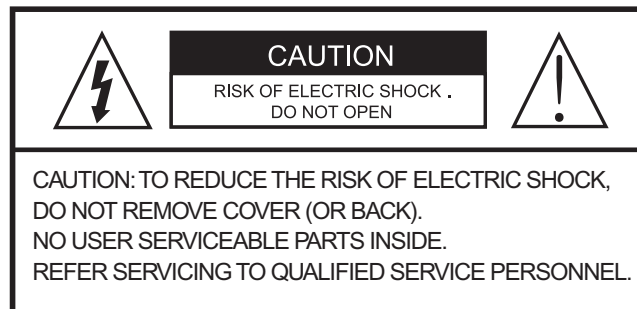 CAUTION
RISK OF ELECTRIC SHOCK .
DO NOT OPEN
CAUTION: TO REDUCE THE RISK OF ELECTRIC SHOCK,
DO NOT REMOVE COVER (OR BACK).
NO USER SERVICEABLE PARTS INSIDE.
REFER SERVICING TO QUALIFIED SERVICE PERSONNEL.